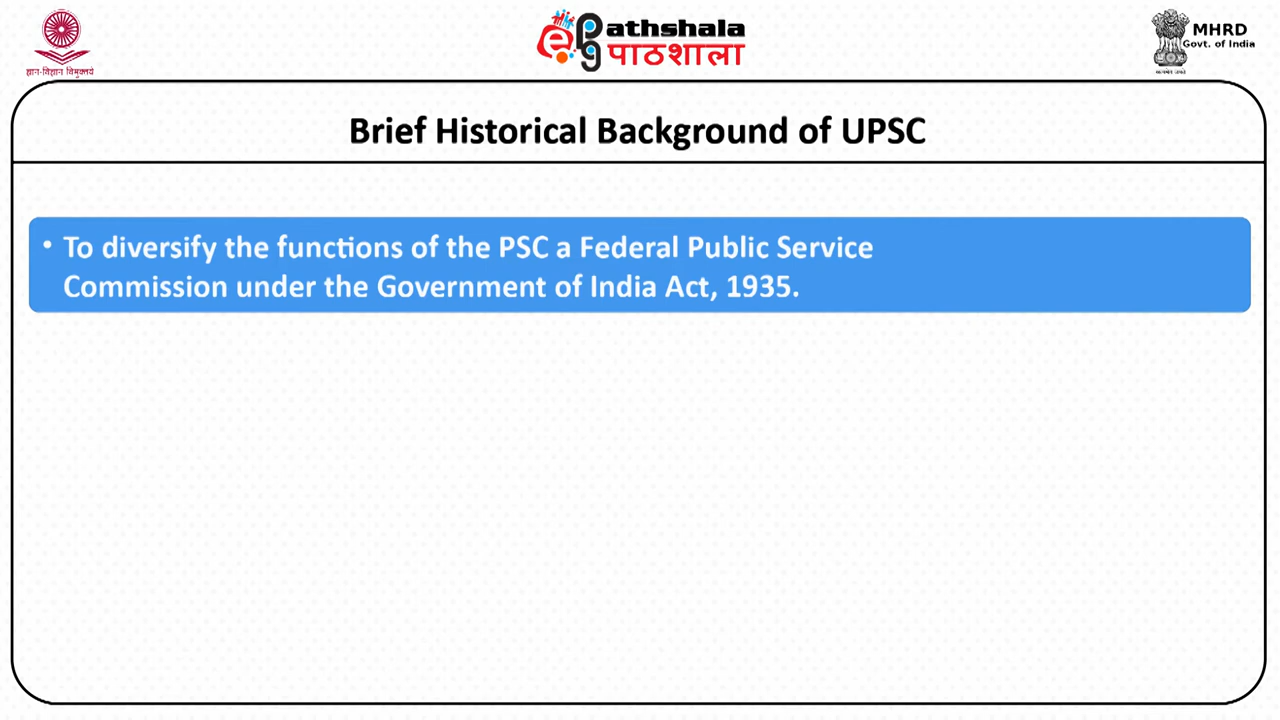 ePathshala
पाठशाला
MHRD
Govt. of India
ज्ञान-विज्ञान विमुक्तये
Brief Historical Background of UPSC
• To diversify the functions of the PSC a Federal Public Service
Commission under the Government of India Act, 1935.